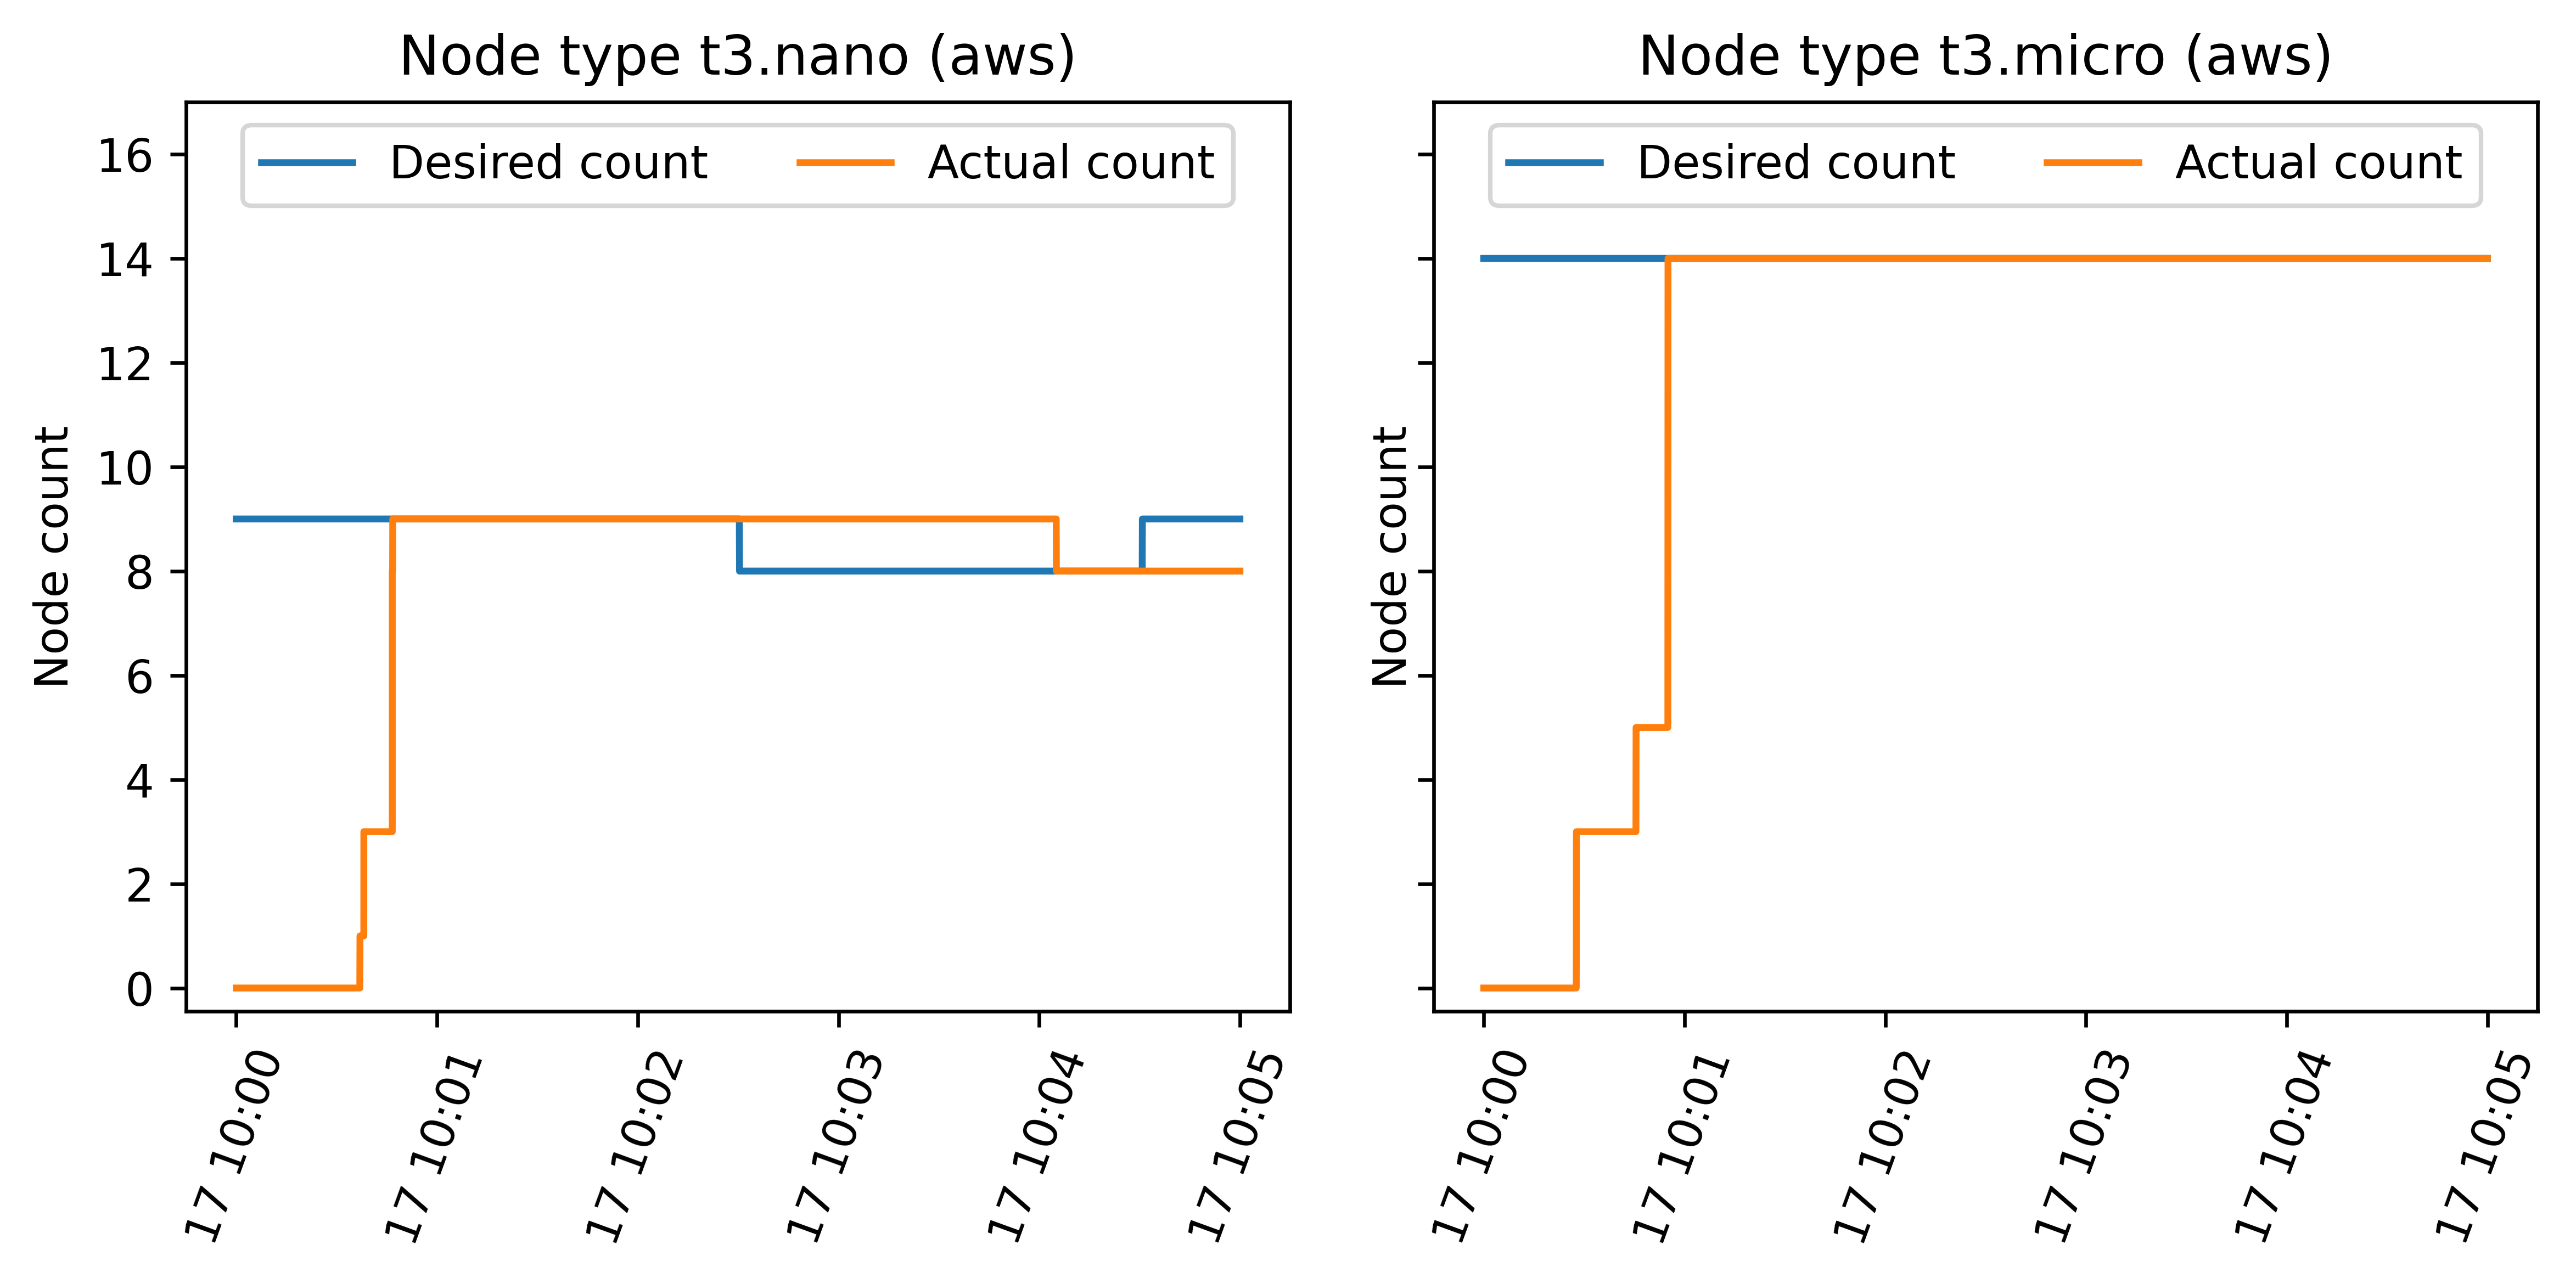 Node type t3.nano (aws)
Node count
16
14
12
10
8
6
4
2
0
Desired count
Actual count
17 10:00
17 10:01
17 10:02
17 10:03
17 10:04
17 10:05
Node type t3.micro (aws)
Node count
Desired count
Actual count
17 10:00
17 10:01
17 10:02
17 10:03
17 10:04
17 10:05